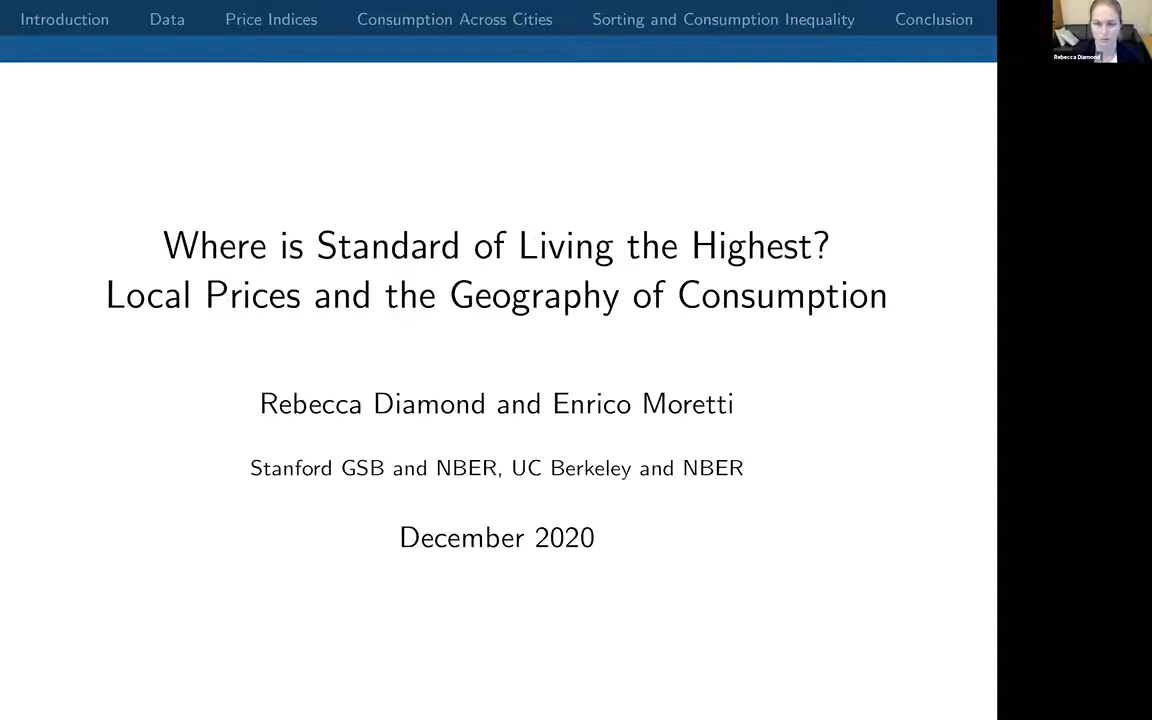 Introduction Data Price Indices Consumption Across Cities Sorting and Consumption Inequality Conclusion
Rebecca Diamond
Where is Standard of Living the Highest?
Local Prices and the Geography of Consumption
Rebecca Diamond and Enrico Moretti
Stanford GSB and NBER, UC Berkeley and NBER
December 2020